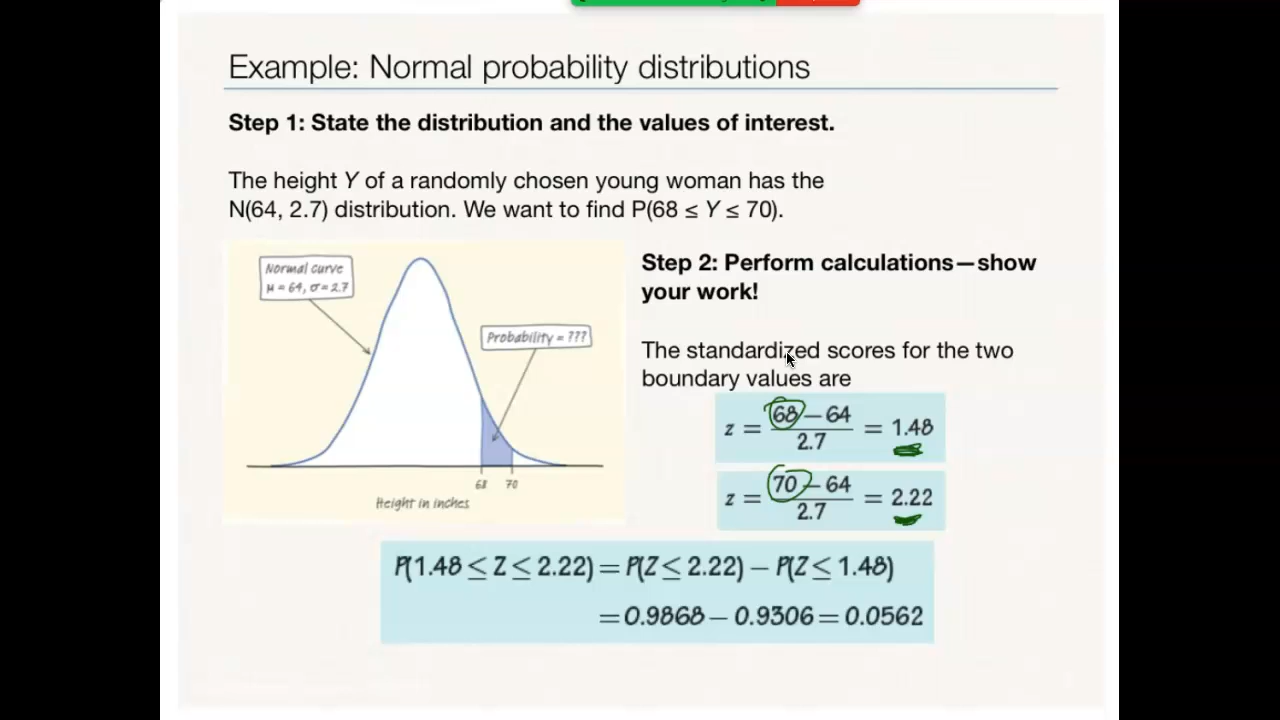 Example: Normal probability distributions
Step 1: State the distribution and the values of interest.
The height Y of a randomly chosen young woman has the
N(64, 2.7) distribution. We want to find P(68 ≤ Y ≤ 70).
Normal curve
μ = 64, σ = 2.7
Probability = ???
68 70
Height in inches
Step 2: Perform calculations—show
your work!
The standardized scores for the two
boundary values are
z = (68 − 64)/2.7 = 1.48
z = (70 − 64)/2.7 = 2.22
P(1.48 ≤ Z ≤ 2.22) = P(Z ≤ 2.22) − P(Z ≤ 1.48)
= 0.9868 − 0.9306 = 0.0562